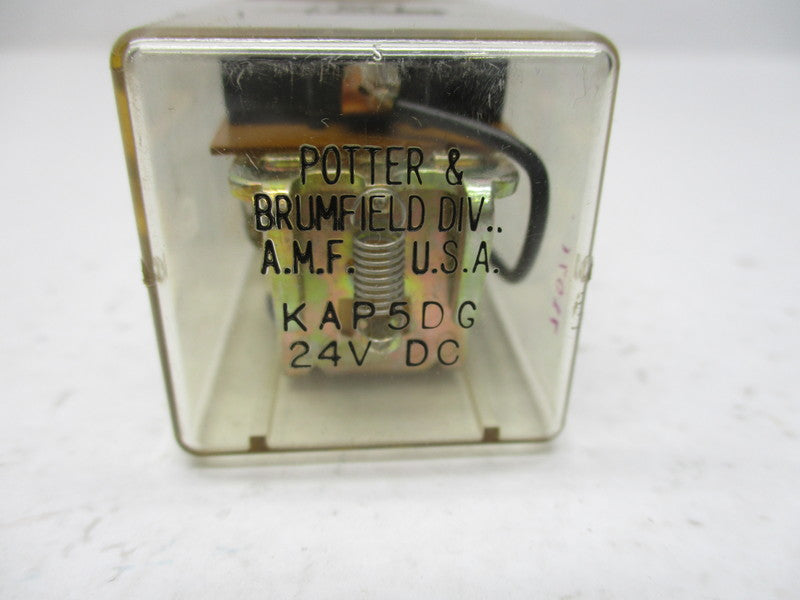 POTTER &
BRUMFIELD DIV..
A.M.F. U.S.A.
KAP5DG
24V DC